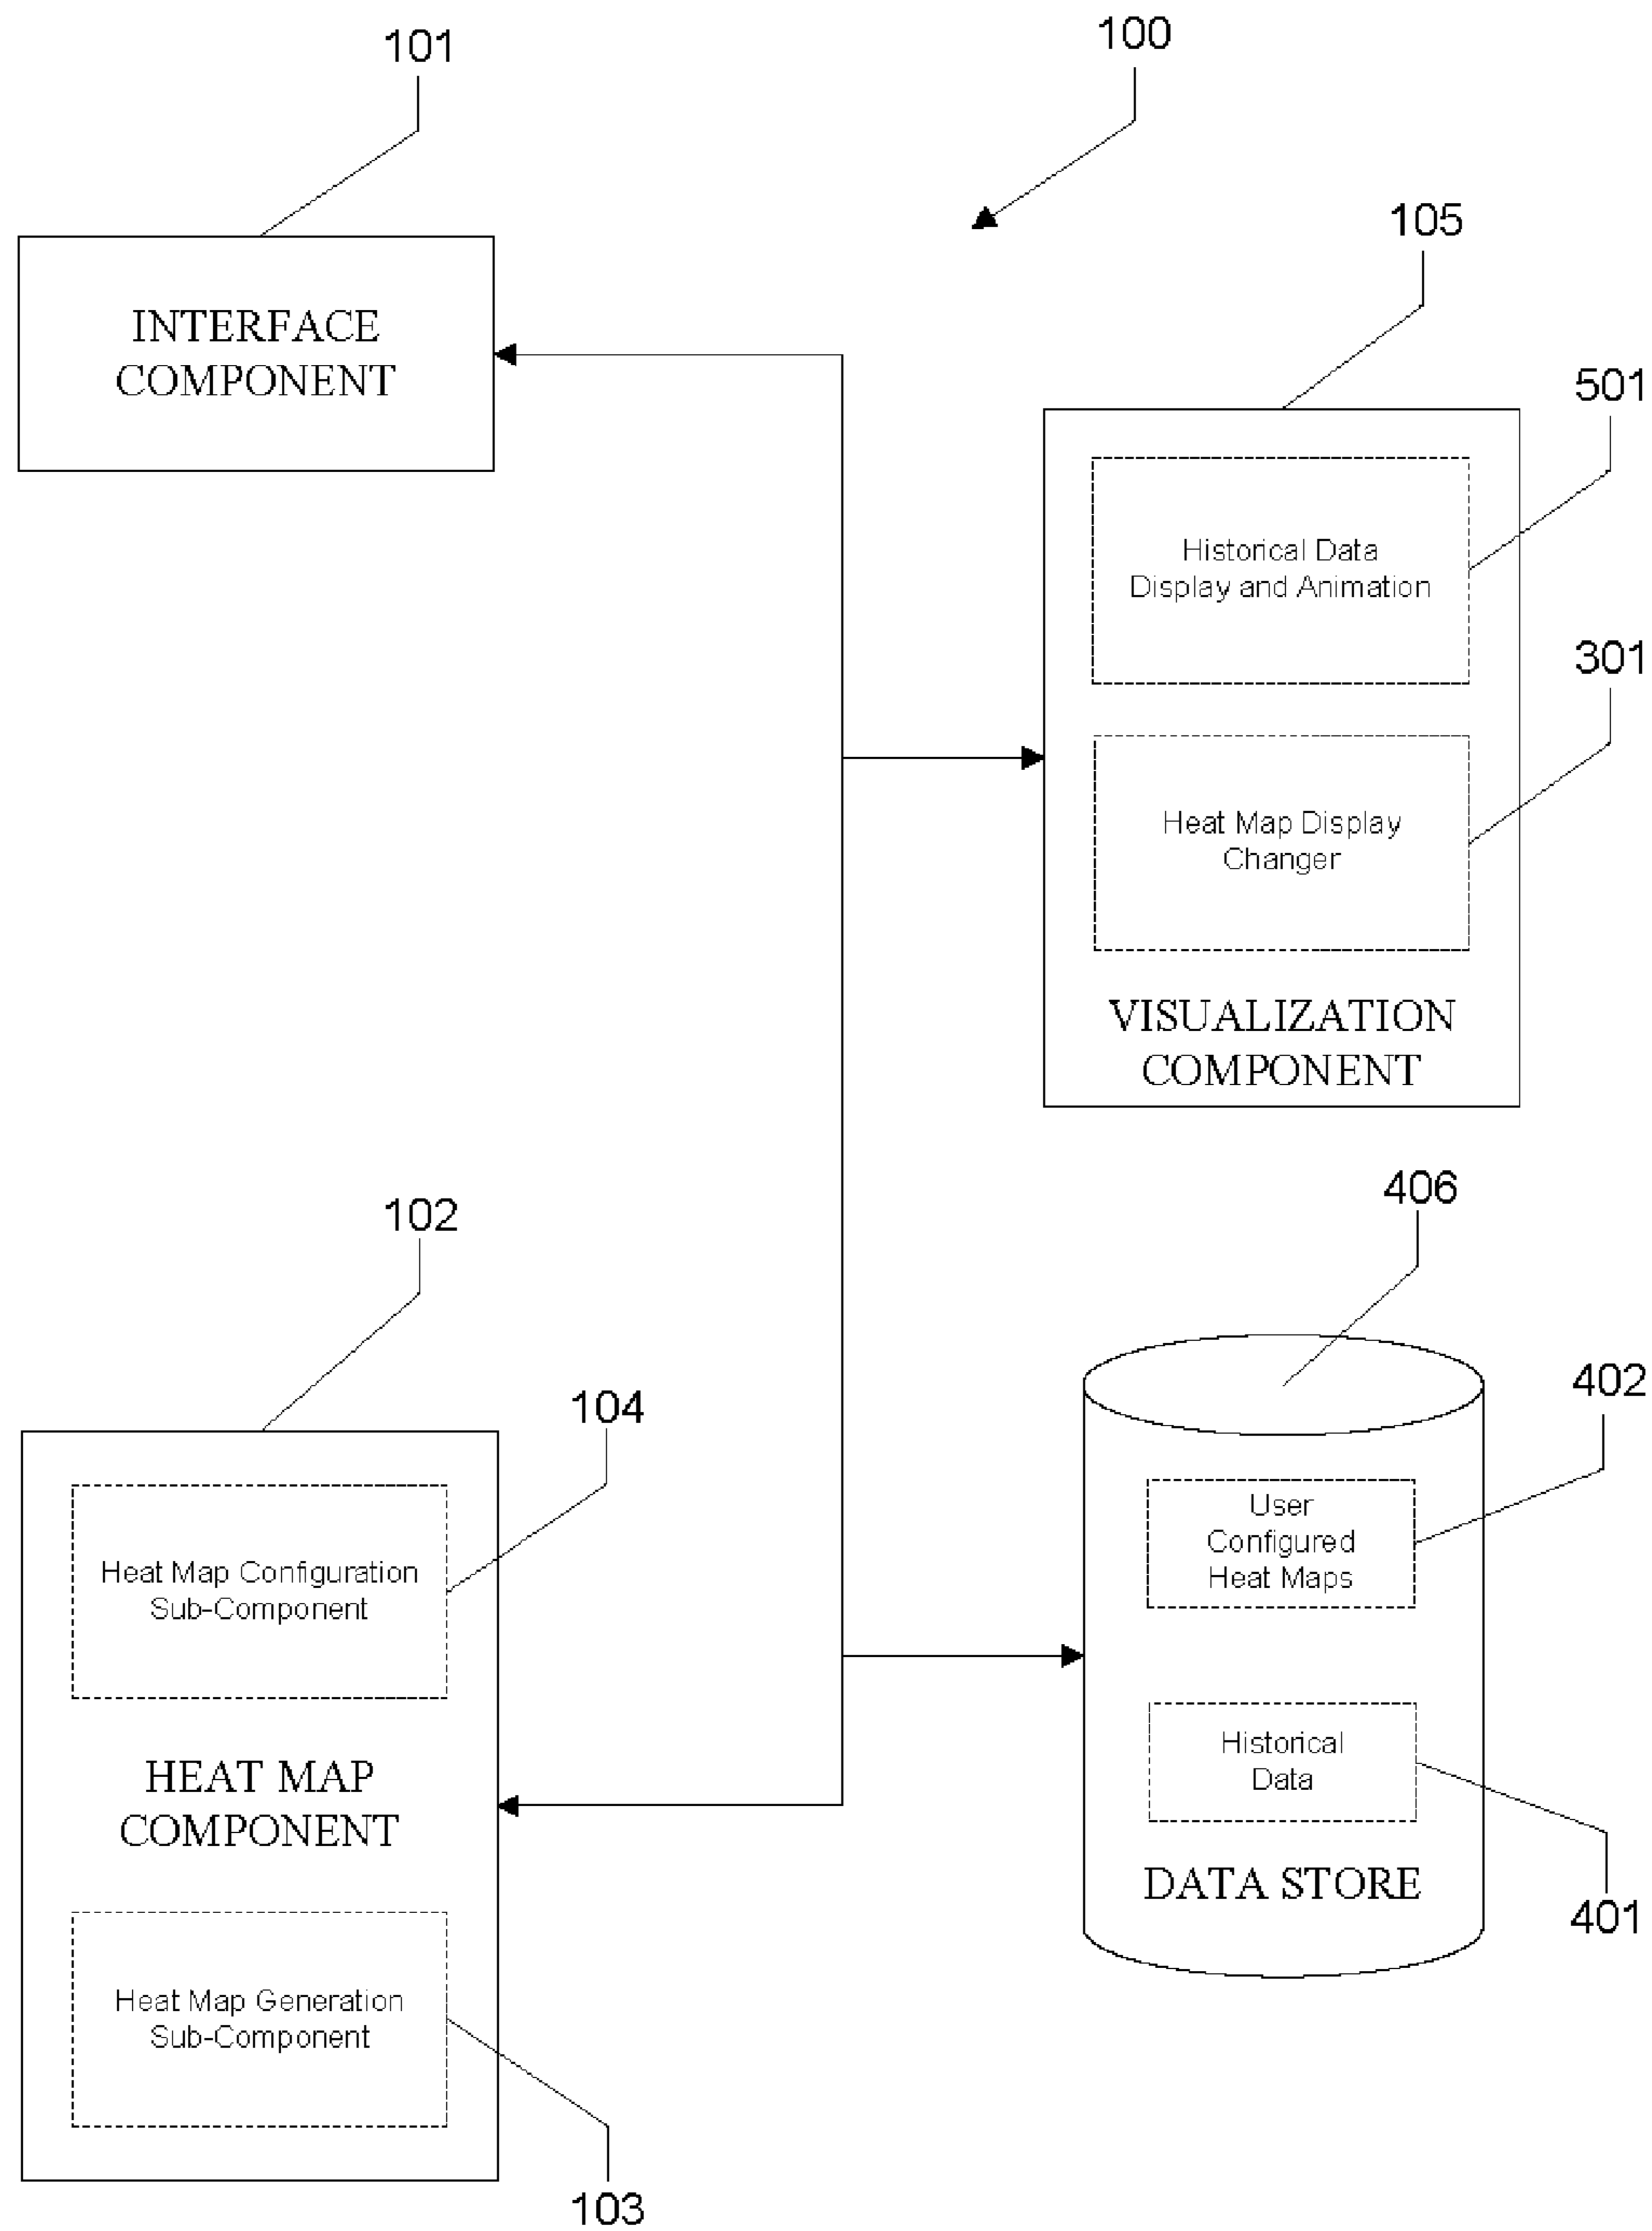 101
100
INTERFACE
COMPONENT
105
501
Historical Data
Display and Animation
301
Heat Map Display
Changer
VISUALIZATION
COMPONENT
102
104
Heat Map Configuration
Sub-Component
HEAT MAP
COMPONENT
Heat Map Generation
Sub-Component
103
406
402
User
Configured
Heat Maps
Historical
Data
DATA STORE
401